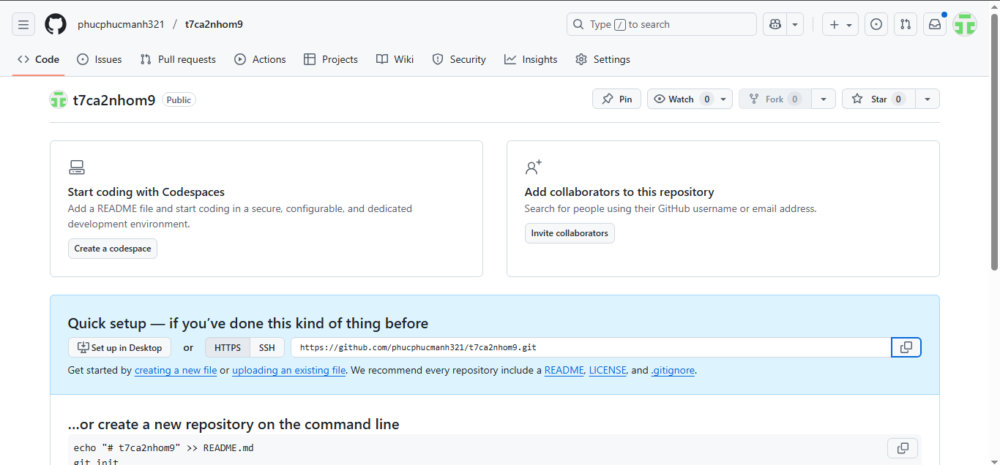 phucphucmanh321 / t7ca2nhom9
Type / to search
Code Issues Pull requests Actions Projects Wiki Security Insights Settings
t7ca2nhom9 Public
Pin Watch 0 Fork 0 Star 0
Start coding with Codespaces
Add a README file and start coding in a secure, configurable, and dedicated
development environment.
Create a codespace
Add collaborators to this repository
Search for people using their GitHub username or email address.
Invite collaborators
Quick setup — if you’ve done this kind of thing before
Set up in Desktop or HTTPS SSH https://github.com/phucphucmanh321/t7ca2nhom9.git
Get started by creating a new file or uploading an existing file. We recommend every repository include a README, LICENSE, and .gitignore.
…or create a new repository on the command line
echo "# t7ca2nhom9" >> README.md
git init